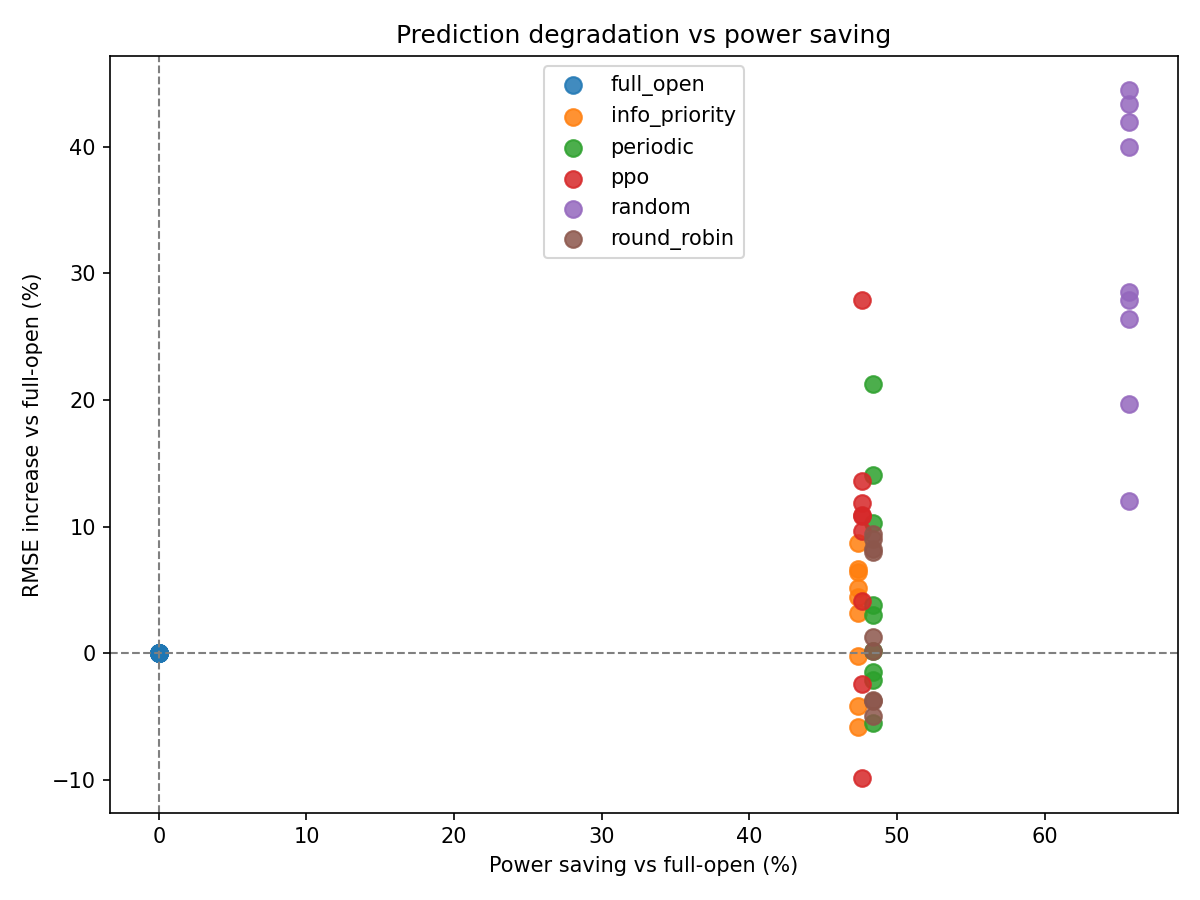 Prediction degradation vs power saving
full_open
info_priority
periodic
ppo
random
round_robin
RMSE increase vs full-open (%)
40
30
20
10
0
−10
0 10 20 30 40 50 60
Power saving vs full-open (%)